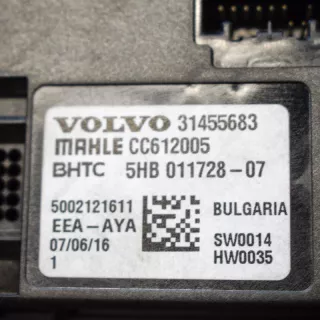 VOLVO 31455683
MAHLE CC612005
BHTC 5HB 011728-07
5002121611
EEA-AYA
07/06/16
1
BULGARIA
SW0014
HW0035